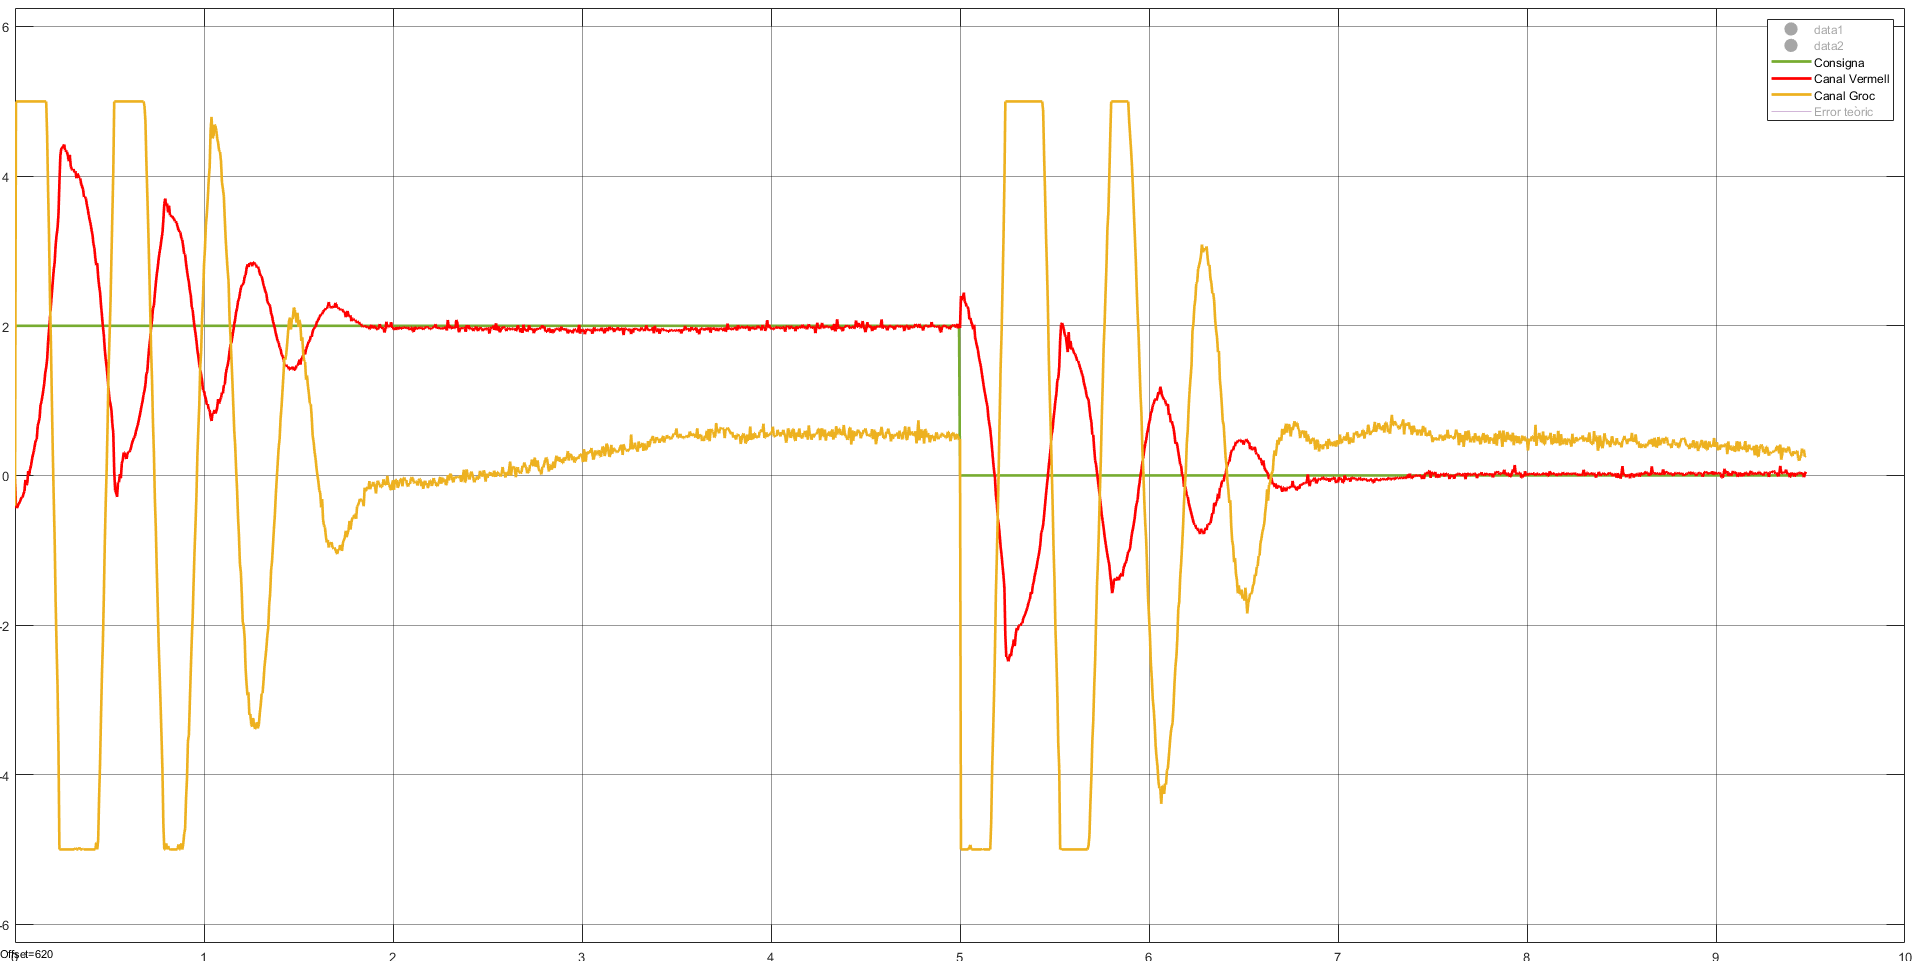 data1
data2
Consigna
Canal Vermell
Canal Groc
Error teòric
6
4
2
0
-2
-4
-6
Offset=620
0 1 2 3 4 5 6 7 8 9 10